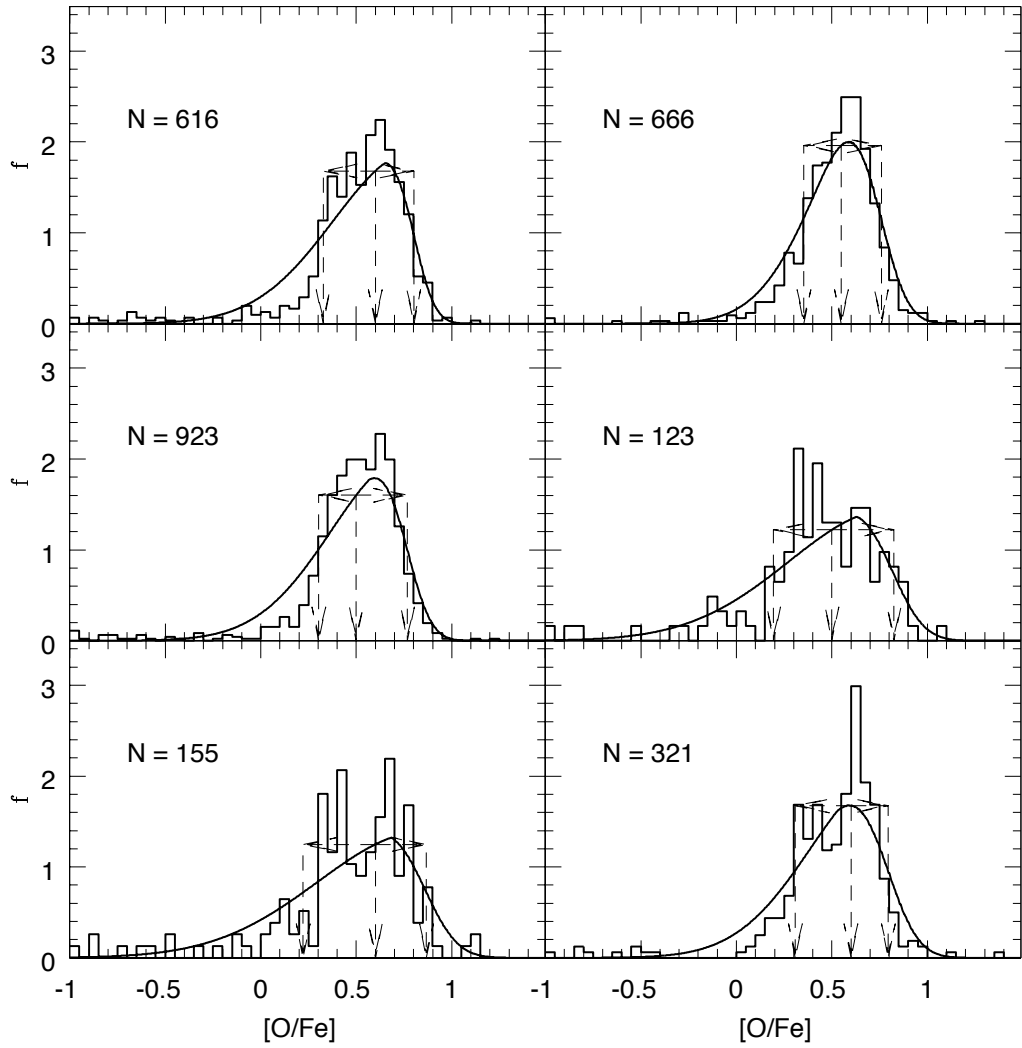 3
2
1
0
f
N = 616
N = 666
3
2
1
0
f
N = 923
N = 123
3
2
1
0
f
N = 155
N = 321
-1 -0.5 0 0.5 1 -1 -0.5 0 0.5 1
[O/Fe] [O/Fe]